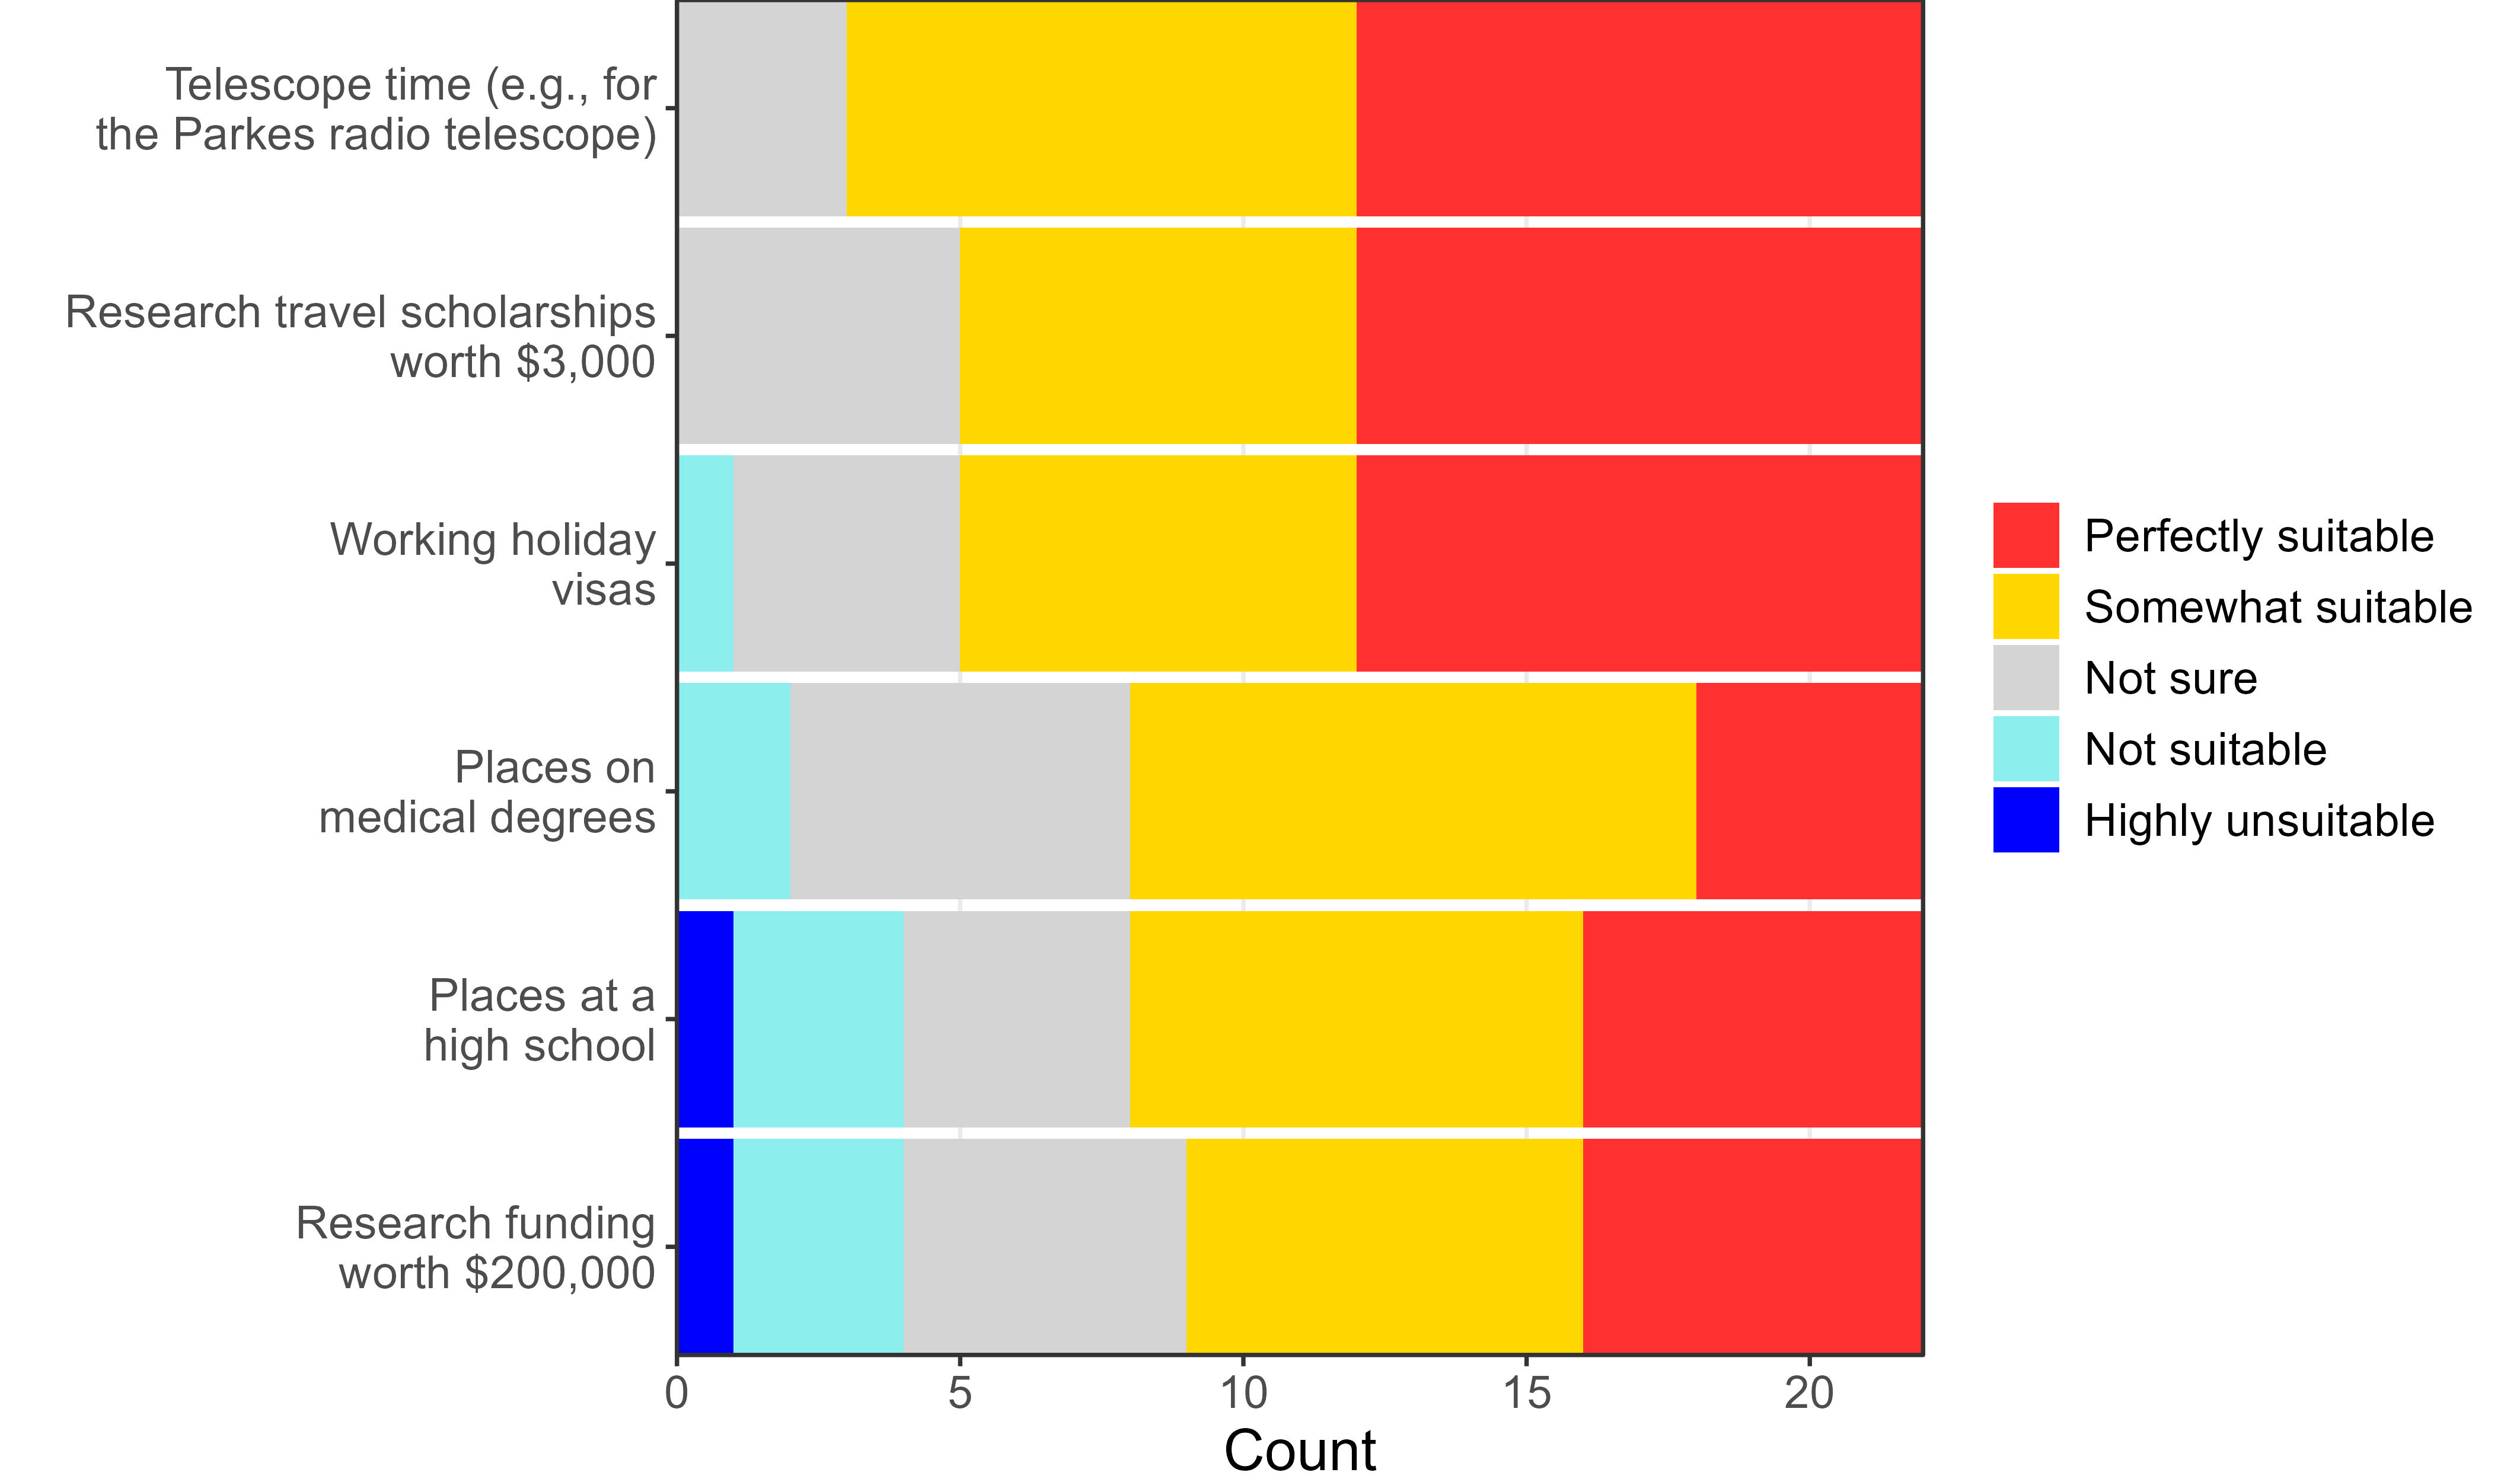 Telescope time (e.g., for
the Parkes radio telescope)
Research travel scholarships
worth $3,000
Working holiday
visas
Places on
medical degrees
Places at a
high school
Research funding
worth $200,000
0 5 10 15 20
Count
Perfectly suitable
Somewhat suitable
Not sure
Not suitable
Highly unsuitable